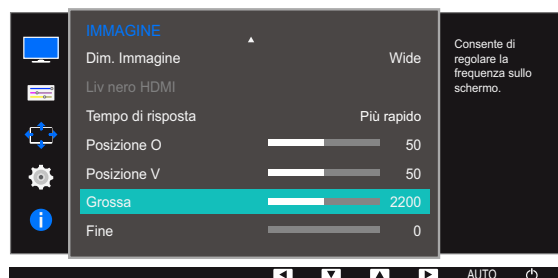 IMMAGINE
Dim. Immagine Wide
Liv nero HDMI
Tempo di risposta Più rapido
Posizione O 50
Posizione V 50
Grossa 2200
Fine 0
Consente di
regolare la
frequenza sullo
schermo.
AUTO